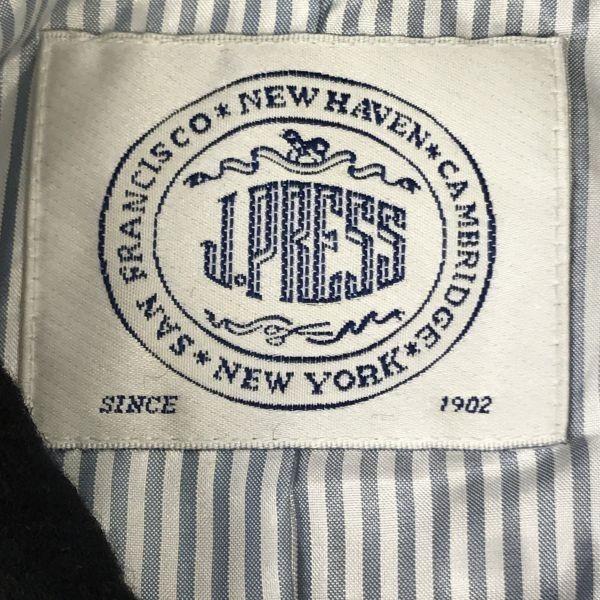 SAN FRANCISCO★NEW HAVEN★CAMBRIDGE★NEW YORK★
J.PRESS
SINCE 1902